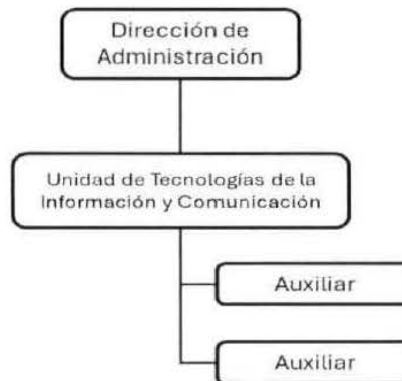 Dirección de
Administración
Unidad de Tecnologías de la
Información y Comunicación
Auxiliar
Auxiliar